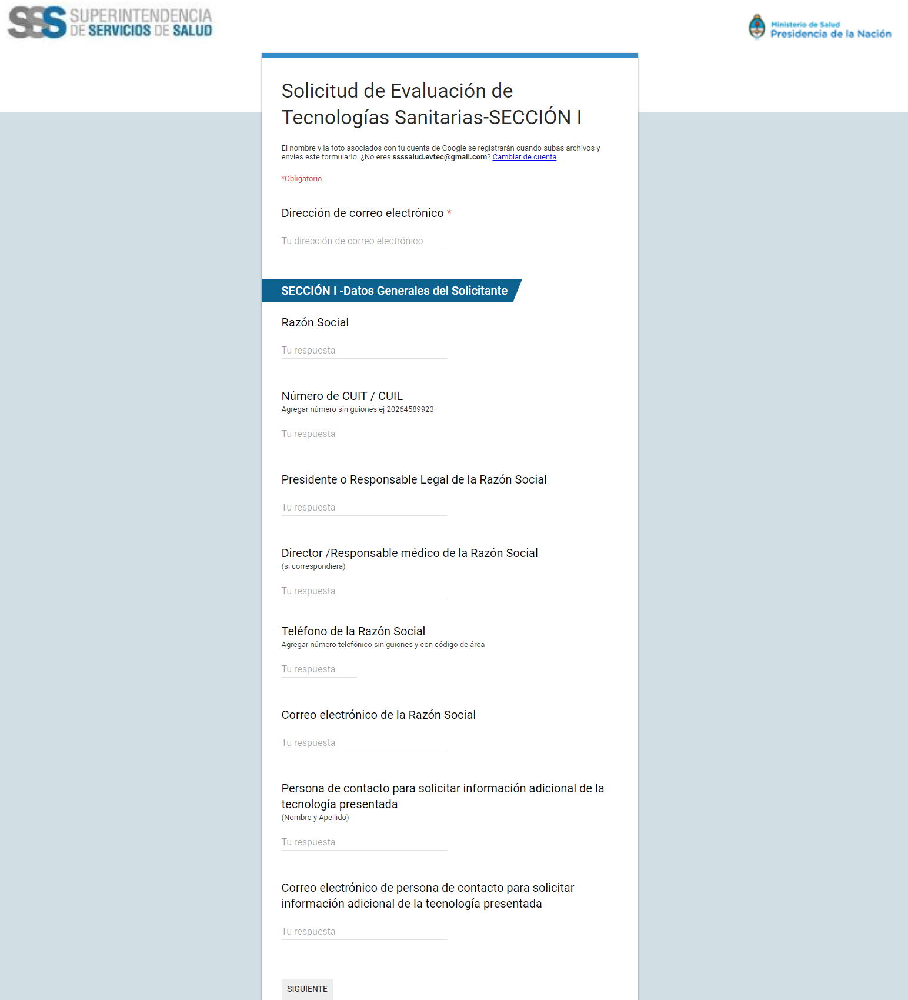 SSS SUPERINTENDENCIA
DE SERVICIOS DE SALUD
Ministerio de Salud
Presidencia de la Nación
Solicitud de Evaluación de
Tecnologías Sanitarias-SECCIÓN I
El nombre y la foto asociados con tu cuenta de Google se registrarán cuando subas archivos y
envíes este formulario. ¿No eres ssssalud.evtec@gmail.com? Cambiar de cuenta
*Obligatorio
Dirección de correo electrónico *
Tu dirección de correo electrónico
SECCIÓN I -Datos Generales del Solicitante
Razón Social
Tu respuesta
Número de CUIT / CUIL
Agregar número sin guiones ej 20264589923
Tu respuesta
Presidente o Responsable Legal de la Razón Social
Tu respuesta
Director /Responsable médico de la Razón Social
(si correspondiera)
Tu respuesta
Teléfono de la Razón Social
Agregar número telefónico sin guiones y con código de área
Tu respuesta
Correo electrónico de la Razón Social
Tu respuesta
Persona de contacto para solicitar información adicional de la
tecnología presentada
(Nombre y Apellido)
Tu respuesta
Correo electrónico de persona de contacto para solicitar
información adicional de la tecnología presentada
Tu respuesta
SIGUIENTE